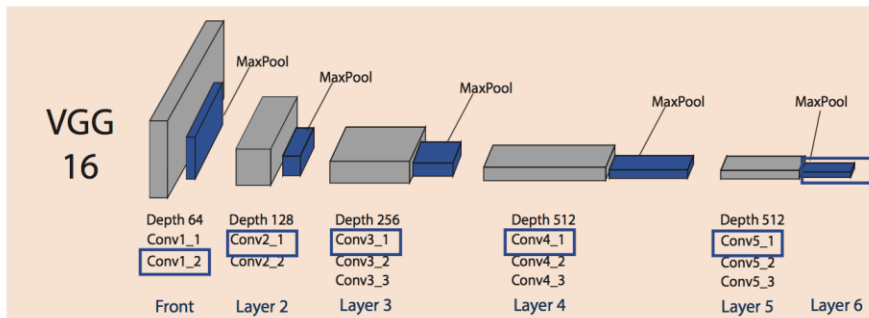 VGG
16
MaxPool
MaxPool
MaxPool
MaxPool
MaxPool
Depth 64
Conv1_1
Conv1_2
Front
Depth 128
Conv2_1
Conv2_2
Layer 2
Depth 256
Conv3_1
Conv3_2
Conv3_3
Layer 3
Depth 512
Conv4_1
Conv4_2
Conv4_3
Layer 4
Depth 512
Conv5_1
Conv5_2
Conv5_3
Layer 5
Layer 6